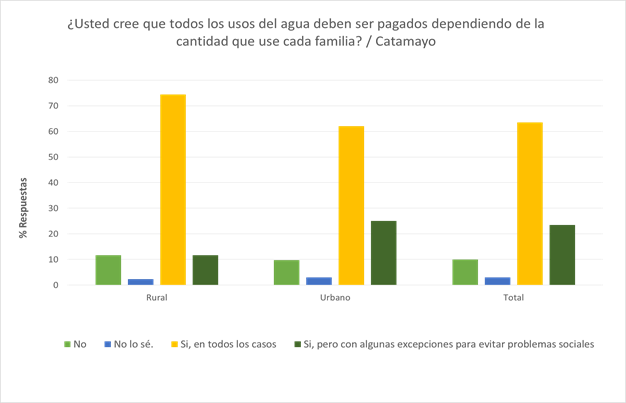 ¿Usted cree que todos los usos del agua deben ser pagados dependiendo de la
cantidad que use cada familia? / Catamayo
80
70
60
50
40
30
20
10
0
% Respuestas
Rural Urbano Total
No No lo sé. Si, en todos los casos Si, pero con algunas excepciones para evitar problemas sociales